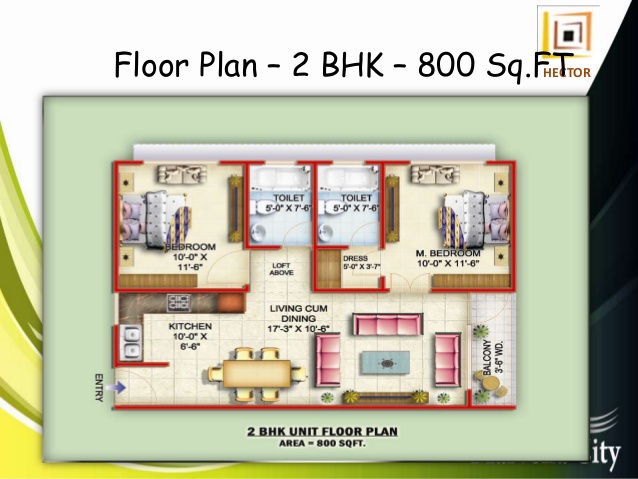 Floor Plan – 2 BHK – 800 Sq.FT
HECTOR
TOILET
5'-0" X 7'-6"
TOILET
5'-0" X 7'-6"
BEDROOM
10'-0" X
11'-6"
LOFT
ABOVE
DRESS
5'-0" X 3'-7"
M. BEDROOM
10'-0" X 11'-6"
KITCHEN
10'-0" X
6'-6"
LIVING CUM
DINING
17'-3" X 10'-6"
BALCONY
3'-6" WD.
ENTRY
2 BHK UNIT FLOOR PLAN
AREA = 800 SQFT.
City